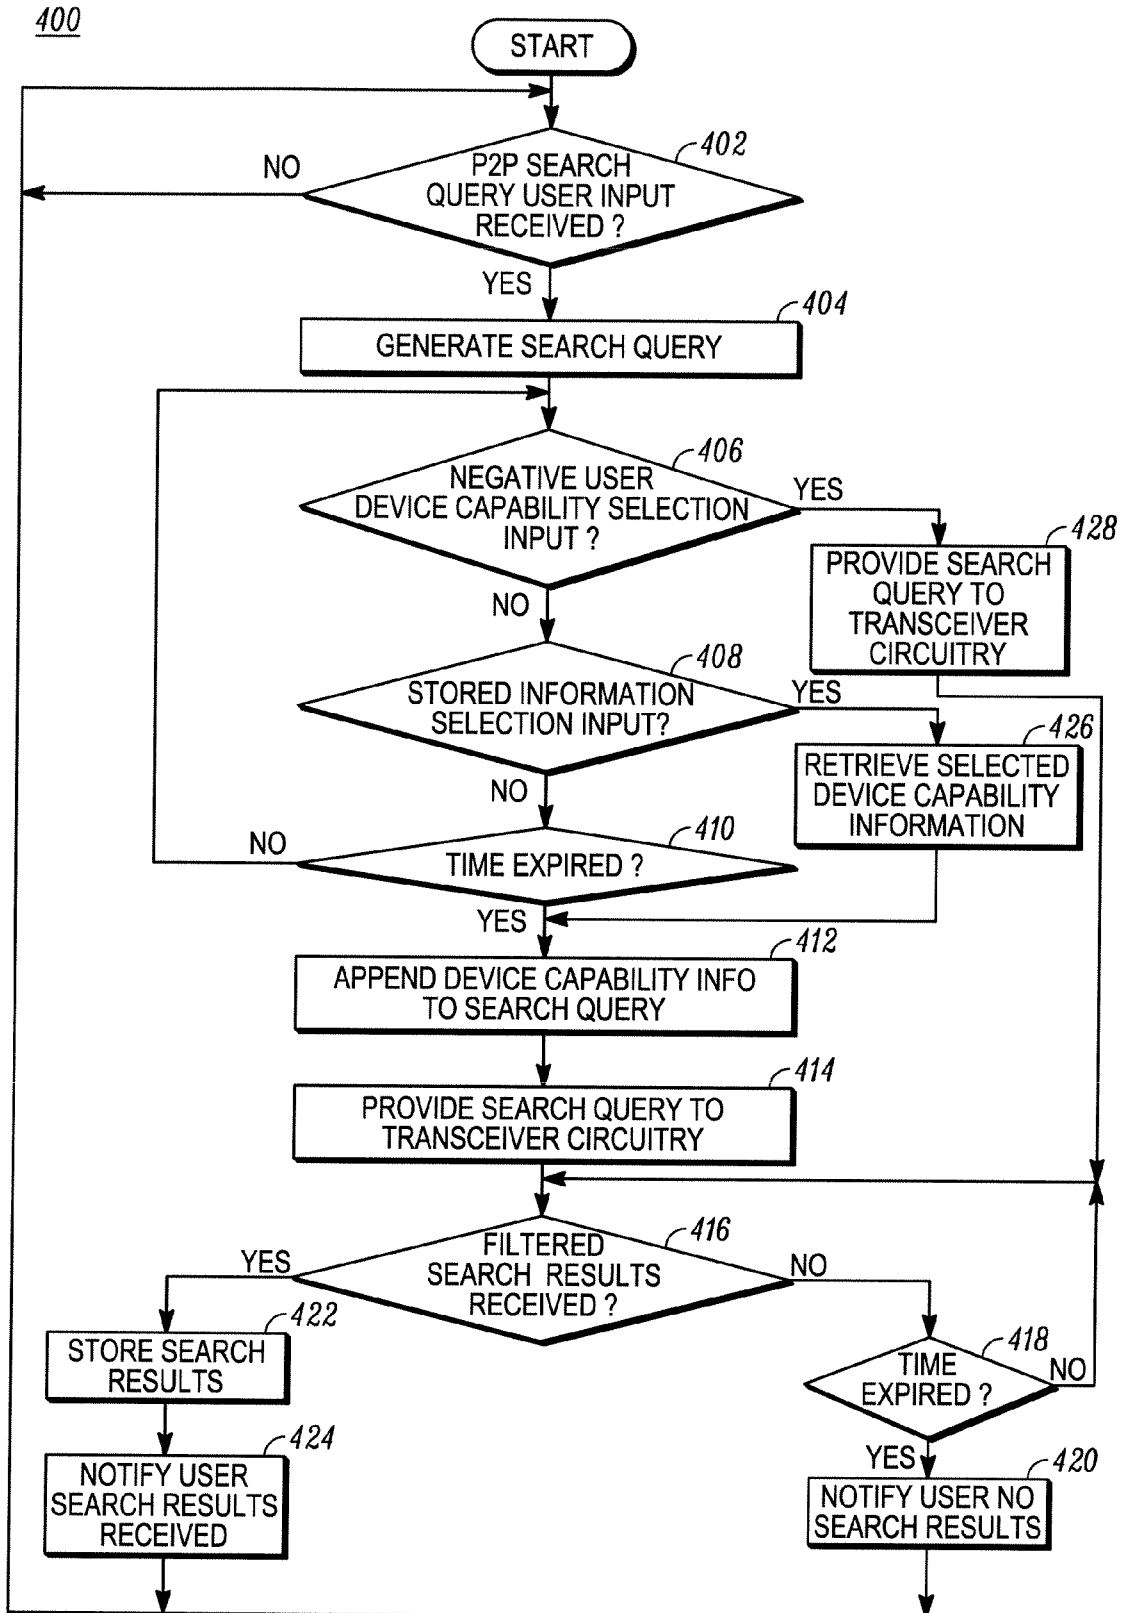 400
START
402
P2P SEARCH
QUERY USER INPUT
RECEIVED ?
NO
YES
404
GENERATE SEARCH QUERY
406
NEGATIVE USER
DEVICE CAPABILITY SELECTION
INPUT ?
YES
NO
428
PROVIDE SEARCH
QUERY TO
TRANSCEIVER
CIRCUITRY
408
STORED INFORMATION
SELECTION INPUT?
YES
NO
426
RETRIEVE SELECTED
DEVICE CAPABILITY
INFORMATION
410
TIME EXPIRED ?
NO
YES
412
APPEND DEVICE CAPABILITY INFO
TO SEARCH QUERY
414
PROVIDE SEARCH QUERY TO
TRANSCEIVER CIRCUITRY
416
FILTERED
SEARCH RESULTS
RECEIVED ?
YES
NO
422
STORE SEARCH
RESULTS
418
TIME
EXPIRED ?
NO
YES
424
NOTIFY USER
SEARCH RESULTS
RECEIVED
420
NOTIFY USER NO
SEARCH RESULTS